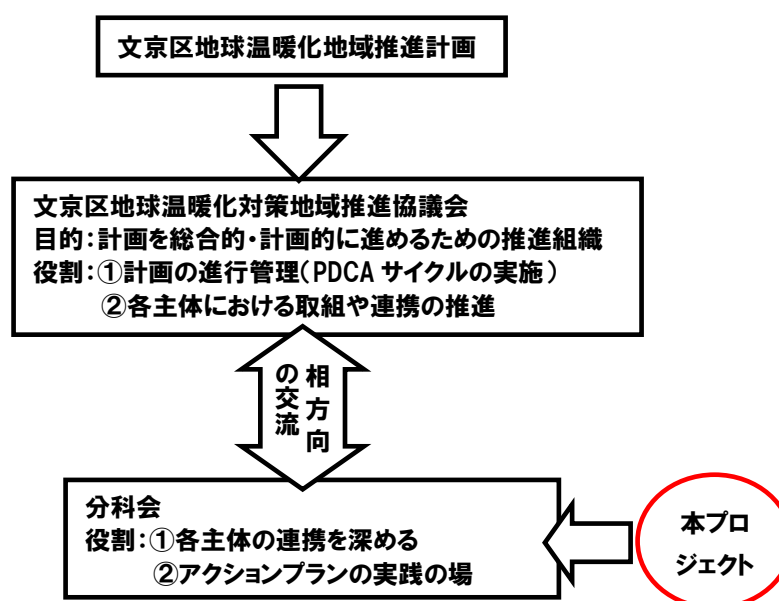 文京区地球温暖化地域推進計画
文京区地球温暖化対策地域推進協議会
目的:計画を総合的・計画的に進めるための推進組織
役割:①計画の進行管理(PDCA サイクルの実施)
②各主体における取組や連携の推進
相方向
の交流
分科会
役割:①各主体の連携を深める
②アクションプランの実践の場
本プロ
ジェクト